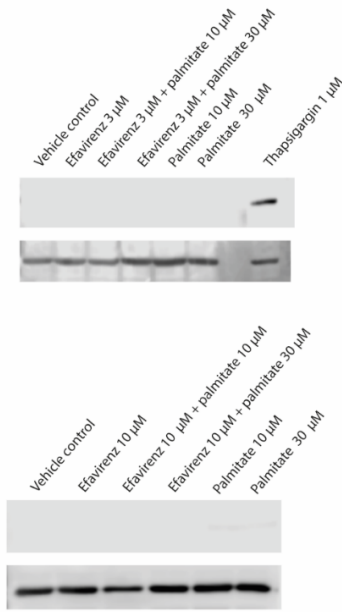 Vehicle control
Efavirenz 3 µM
Efavirenz 3 µM + palmitate 10 µM
Efavirenz 3 µM + palmitate 30 µM
Palmitate 10 µM
Palmitate 30 µM
Thapsigargin 1 µM
Vehicle control
Efavirenz 10 µM
Efavirenz 10 µM + palmitate 10 µM
Efavirenz 10 µM + palmitate 30 µM
Palmitate 10 µM
Palmitate 30 µM